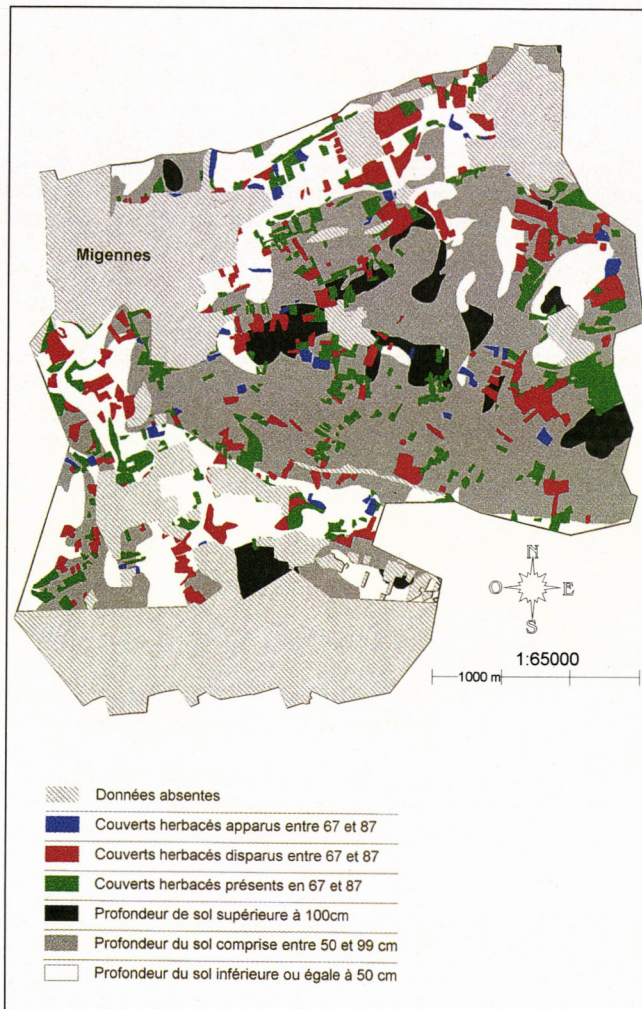 Migennes
N
O
E
S
1:65000
1000 m
Données absentes
Couverts herbacés apparus entre 67 et 87
Couverts herbacés disparus entre 67 et 87
Couverts herbacés présents en 67 et 87
Profondeur de sol supérieure à 100cm
Profondeur du sol comprise entre 50 et 99 cm
Profondeur du sol inférieure ou égale à 50 cm